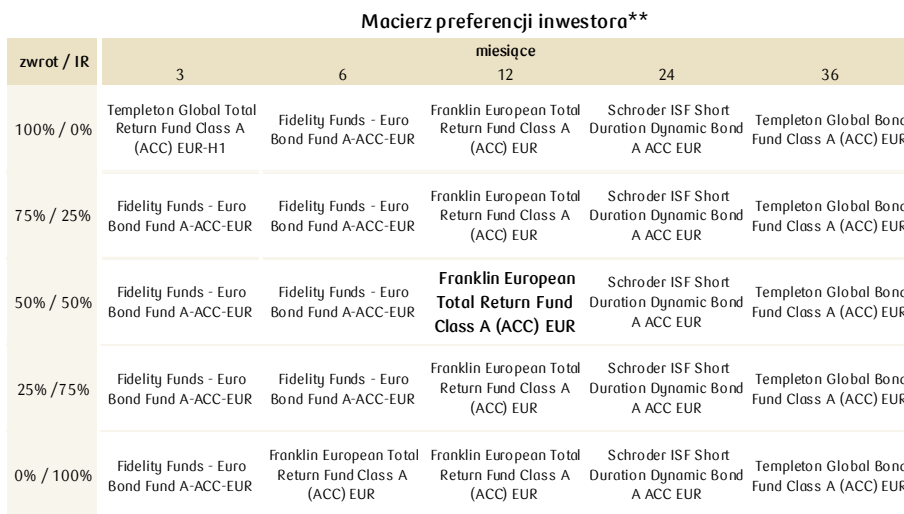 Macierz preferencji inwestora**
zwrot / IR
miesiące
3 6 12 24 36
100% / 0%
Templeton Global Total
Return Fund Class A
(ACC) EUR-H1
Fidelity Funds - Euro
Bond Fund A-ACC-EUR
Franklin European Total
Return Fund Class A
(ACC) EUR
Schroder ISF Short
Duration Dynamic Bond
A ACC EUR
Templeton Global Bond
Fund Class A (ACC) EUR
75% / 25%
Fidelity Funds - Euro
Bond Fund A-ACC-EUR
Fidelity Funds - Euro
Bond Fund A-ACC-EUR
Franklin European Total
Return Fund Class A
(ACC) EUR
Schroder ISF Short
Duration Dynamic Bond
A ACC EUR
Templeton Global Bond
Fund Class A (ACC) EUR
50% / 50%
Fidelity Funds - Euro
Bond Fund A-ACC-EUR
Fidelity Funds - Euro
Bond Fund A-ACC-EUR
Franklin European
Total Return Fund
Class A (ACC) EUR
Schroder ISF Short
Duration Dynamic Bond
A ACC EUR
Templeton Global Bond
Fund Class A (ACC) EUR
25% /75%
Fidelity Funds - Euro
Bond Fund A-ACC-EUR
Fidelity Funds - Euro
Bond Fund A-ACC-EUR
Franklin European Total
Return Fund Class A
(ACC) EUR
Schroder ISF Short
Duration Dynamic Bond
A ACC EUR
Templeton Global Bond
Fund Class A (ACC) EUR
0% / 100%
Fidelity Funds - Euro
Bond Fund A-ACC-EUR
Franklin European Total
Return Fund Class A
(ACC) EUR
Franklin European Total
Return Fund Class A
(ACC) EUR
Schroder ISF Short
Duration Dynamic Bond
A ACC EUR
Templeton Global Bond
Fund Class A (ACC) EUR